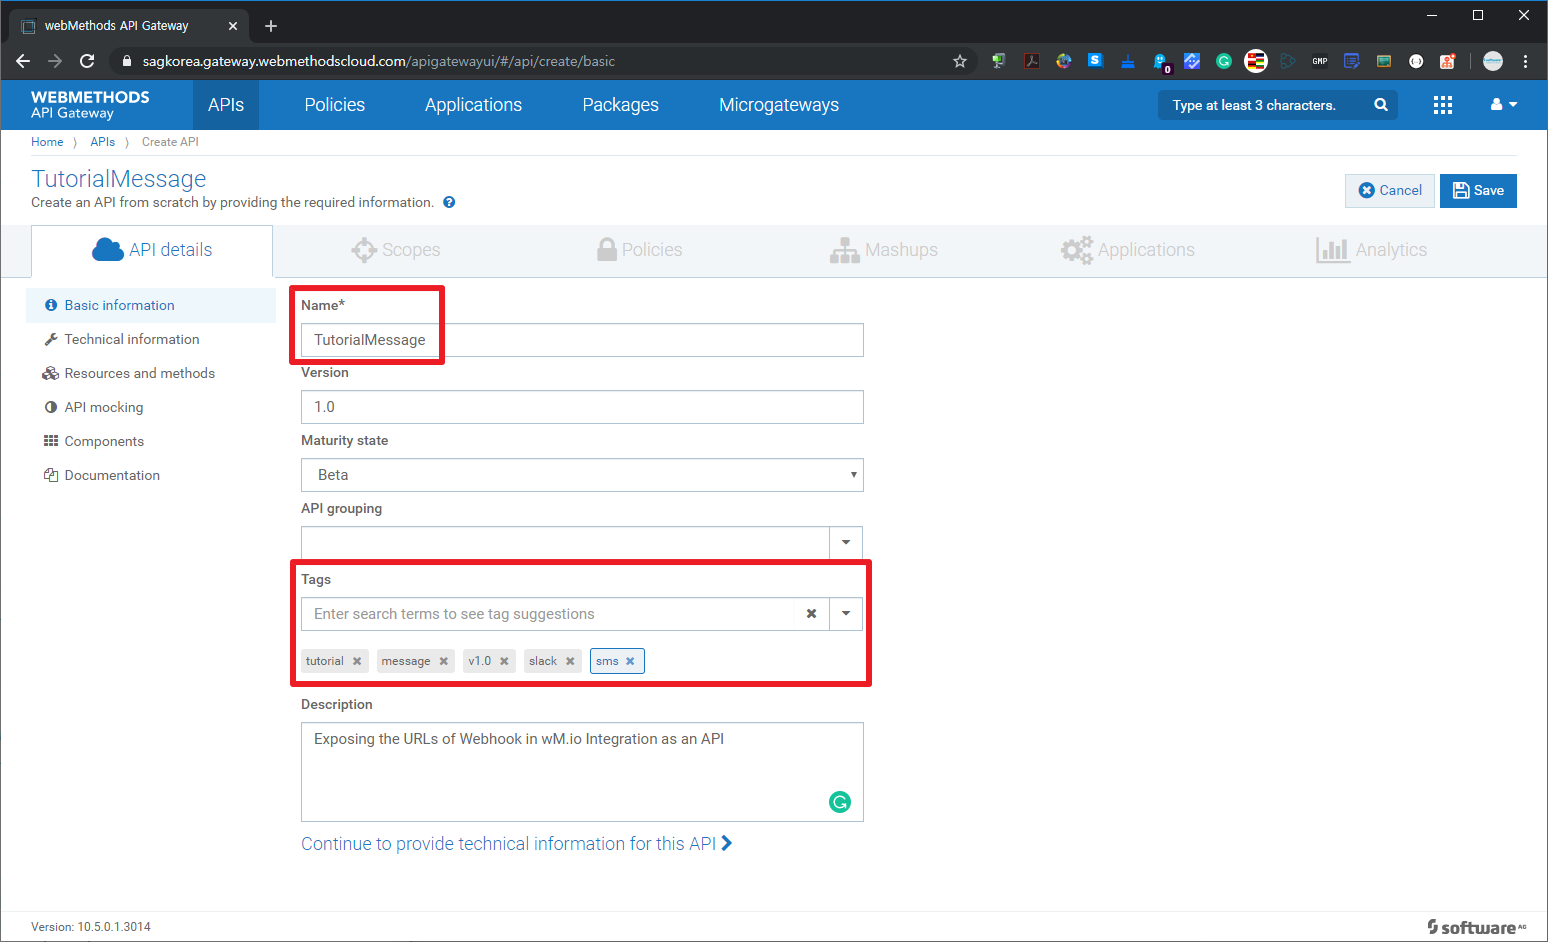 webMethods API Gateway
sagkorea.gateway.webmethodscloud.com/apigatewayui/#/api/create/basic
S
0
G
GMP
WEBMETHODS
API Gateway
APIs
Policies
Applications
Packages
Microgateways
Type at least 3 characters.
Home
APIs
Create API
TutorialMessage
Create an API from scratch by providing the required information.
Cancel
Save
API details
Scopes
Policies
Mashups
Applications
Analytics
Basic information
Technical information
Resources and methods
API mocking
Components
Documentation
Name*
TutorialMessage
Version
1.0
Maturity state
Beta
API grouping
Tags
Enter search terms to see tag suggestions
tutorial message v1.0 slack sms
Description
Exposing the URLs of Webhook in wM.io Integration as an API
Continue to provide technical information for this API
Version: 10.5.0.1.3014
software AG